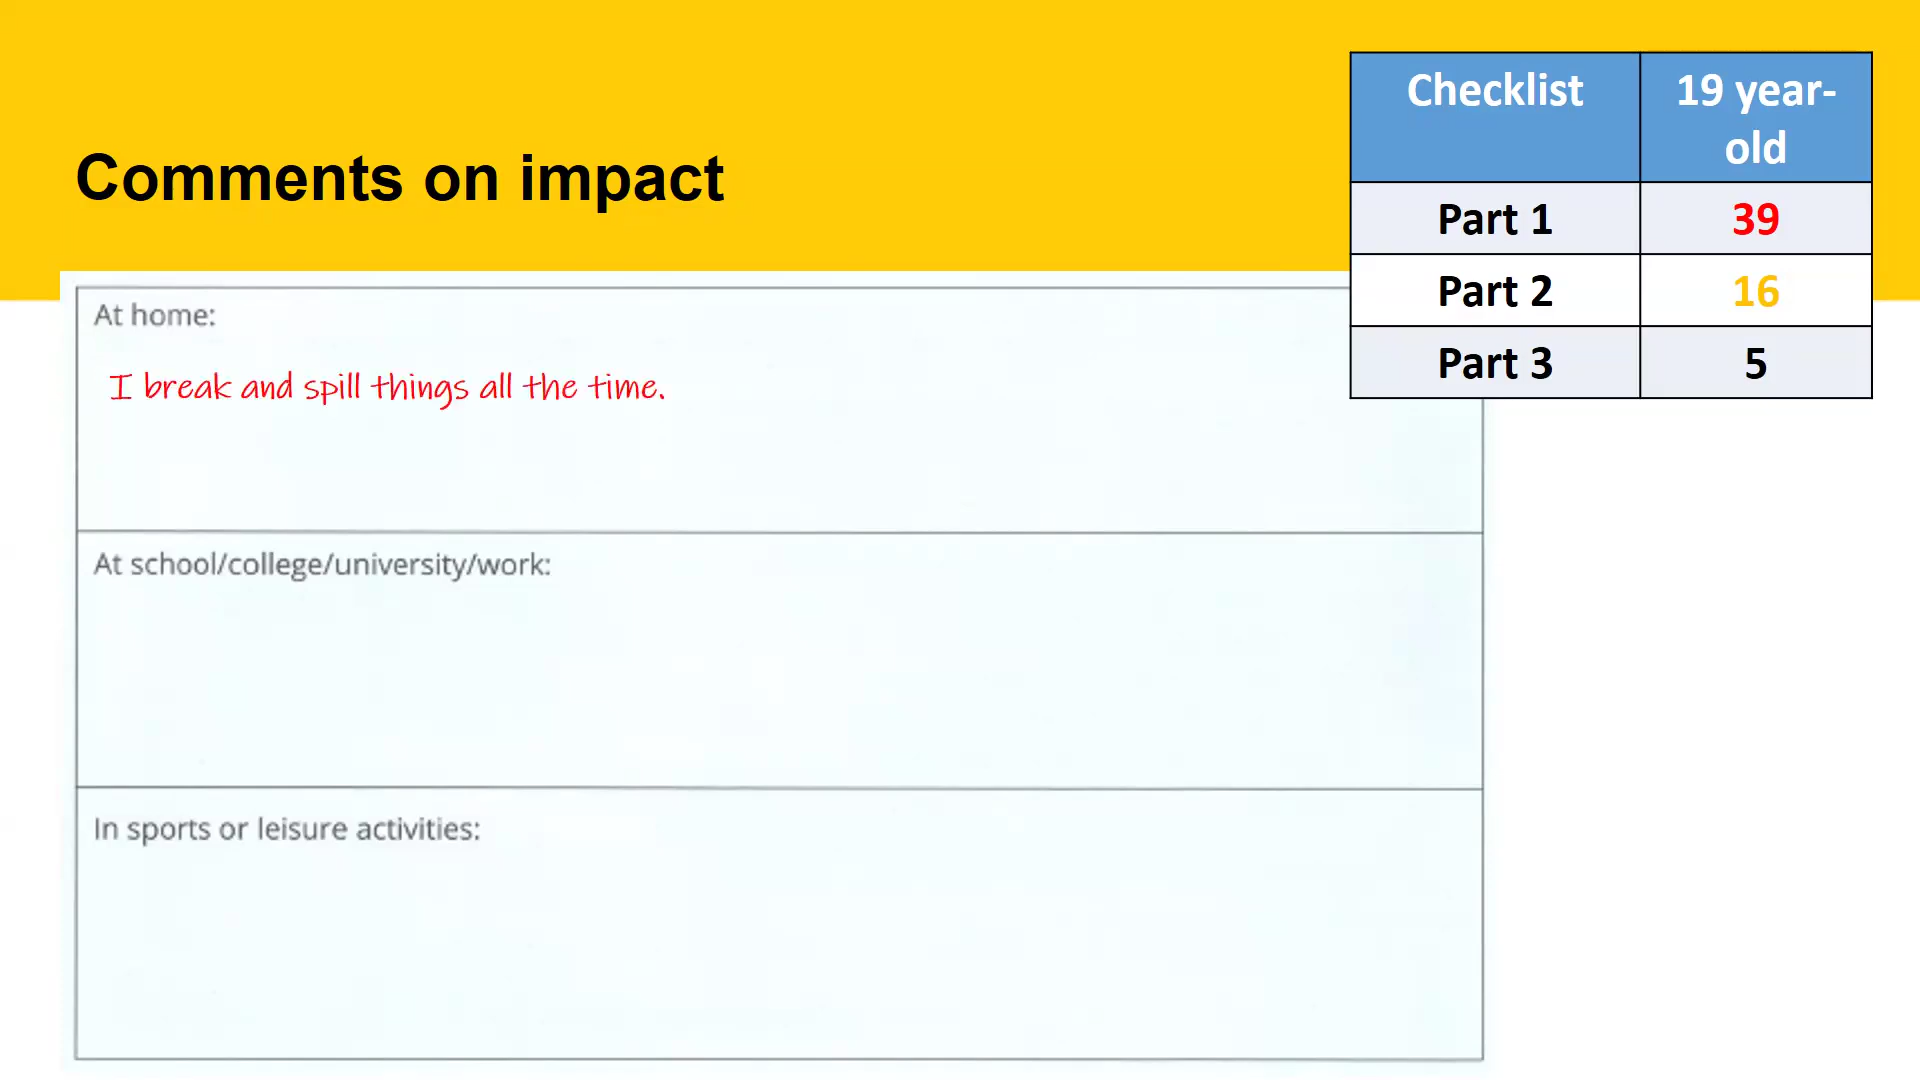 Comments on impact
Checklist 19 year-
old
Part 1 39
Part 2 16
Part 3 5
At home:
I break and spill things all the time.
At school/college/university/work:
In sports or leisure activities: